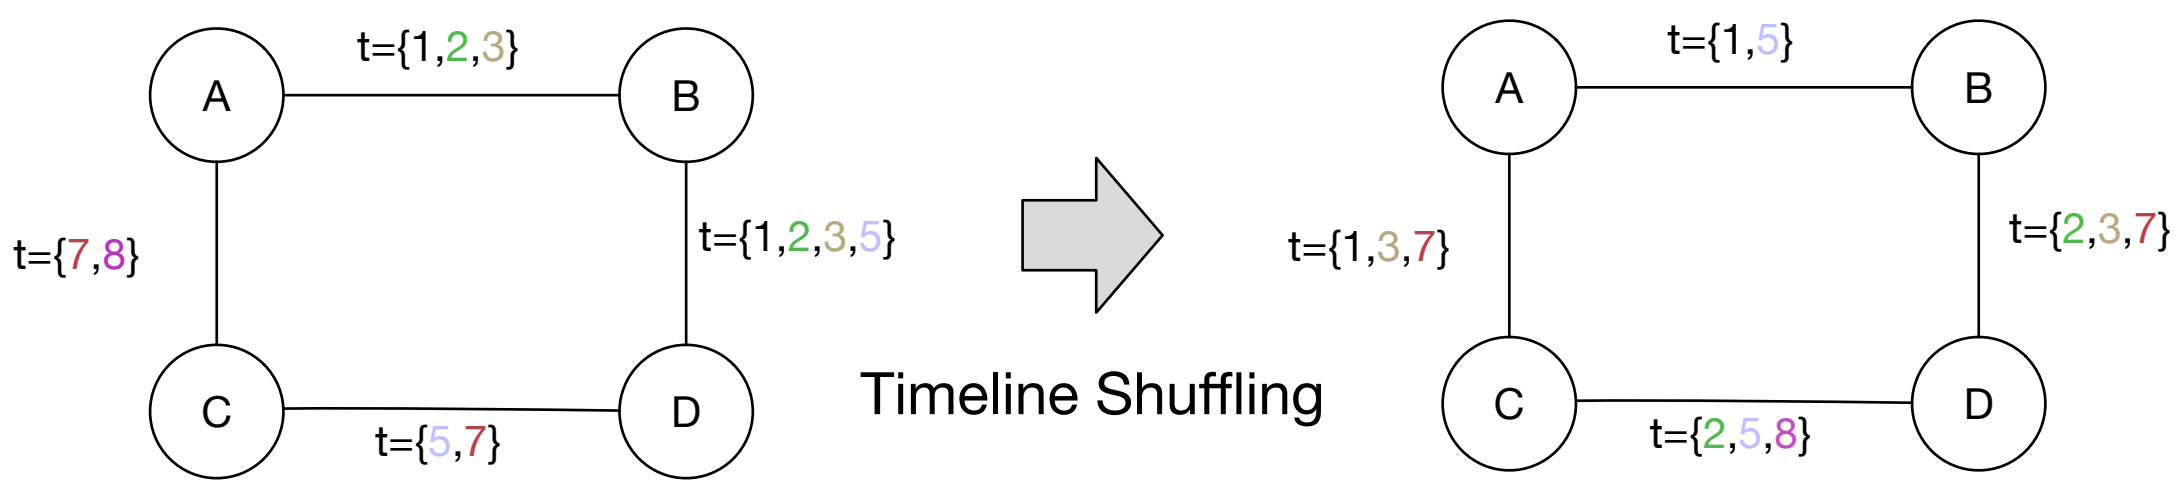 t={1,2,3}
A
B
t={7,8}
t={1,2,3,5}
C
D
t={5,7}
Timeline Shuffling
t={1,5}
A
B
t={1,3,7}
t={2,3,7}
C
D
t={2,5,8}